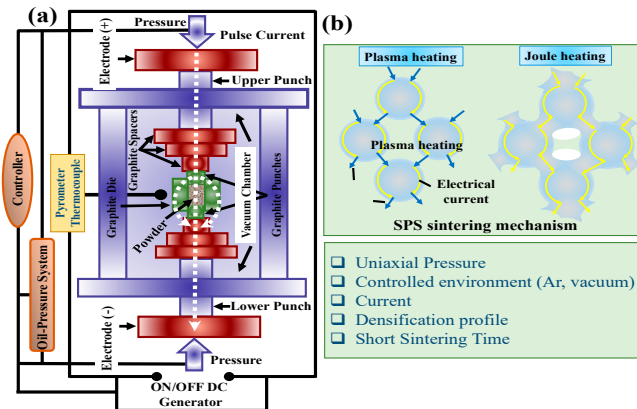 (a)
Pressure
Pulse Current
Electrode (+)
Upper Punch
Graphite Spacers
Controller
Pyrometer
Thermocouple
Graphite Die
Vacuum Chamber
Graphite Punches
Powder
Oil-Pressure System
Lower Punch
Electrode (-)
Pressure
ON/OFF DC
Generator
(b)
Plasma heating
Joule heating
Plasma heating
Electrical
current
SPS sintering mechanism
❑ Uniaxial Pressure
❑ Controlled environment (Ar, vacuum)
❑ Current
❑ Densification profile
❑ Short Sintering Time